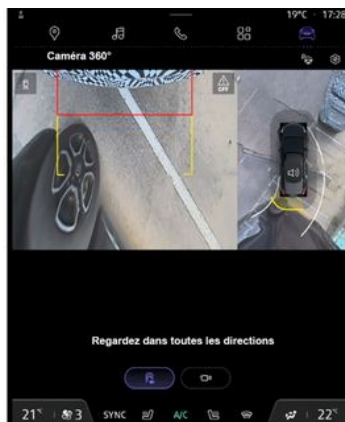 19°C · 17:28
Caméra 360°
OFF
Regardez dans toutes les directions
21°C 3 SYNC A/C 22°C